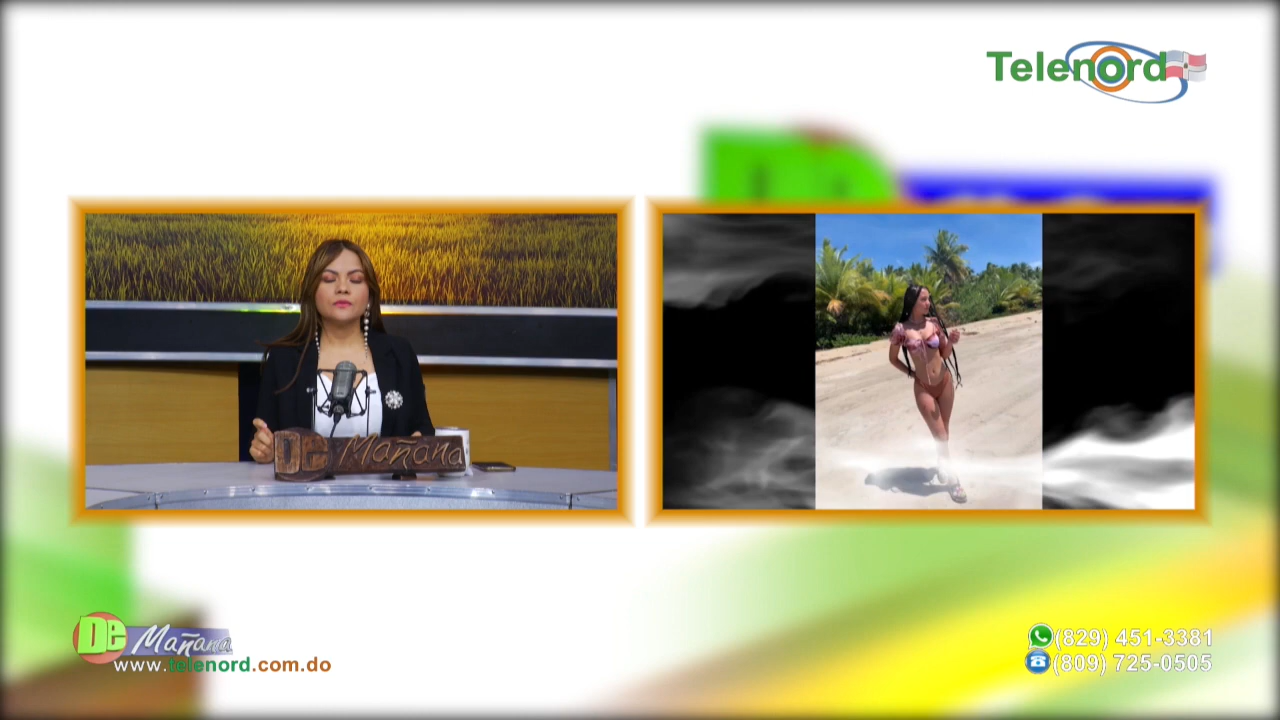 Telenord
De Mañana
De Mañana
www.telenord.com.do
(829) 451-3381
(809) 725-0505